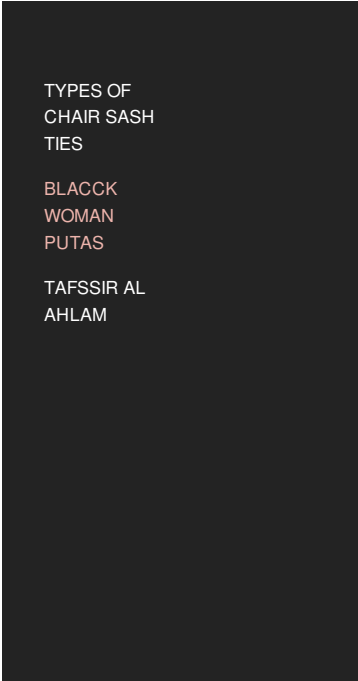 TYPES OF
CHAIR SASH
TIES
BLACCK
WOMAN
PUTAS
TAFSSIR AL
AHLAM